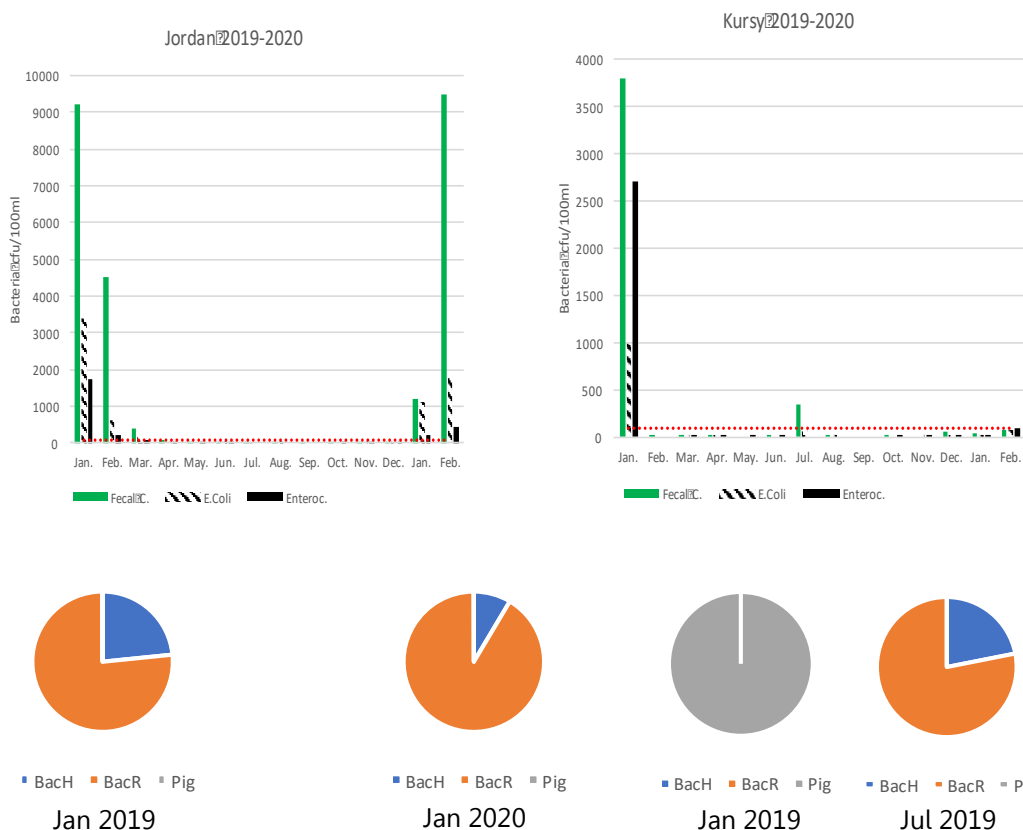 Jordan�2019-2020
10000
9000
8000
7000
6000
5000
4000
3000
2000
1000
0
Bacteria�cfu/100ml
Jan. Feb. Mar. Apr. May. Jun. Jul. Aug. Sep. Oct. Nov. Dec. Jan. Feb.
Fecal�C. E.Coli Enteroc.
Kursy�2019-2020
4000
3500
3000
2500
2000
1500
1000
500
0
Bacteria�cfu/100ml
Jan. Feb. Mar. Apr. May. Jun. Jul. Aug. Sep. Oct. Nov. Dec. Jan. Feb.
Fecal�C. E.Coli Enteroc.
BacH BacR Pig
Jan 2019
BacH BacR Pig
Jan 2020
BacH BacR Pig
Jan 2019
BacH BacR P
Jul 2019